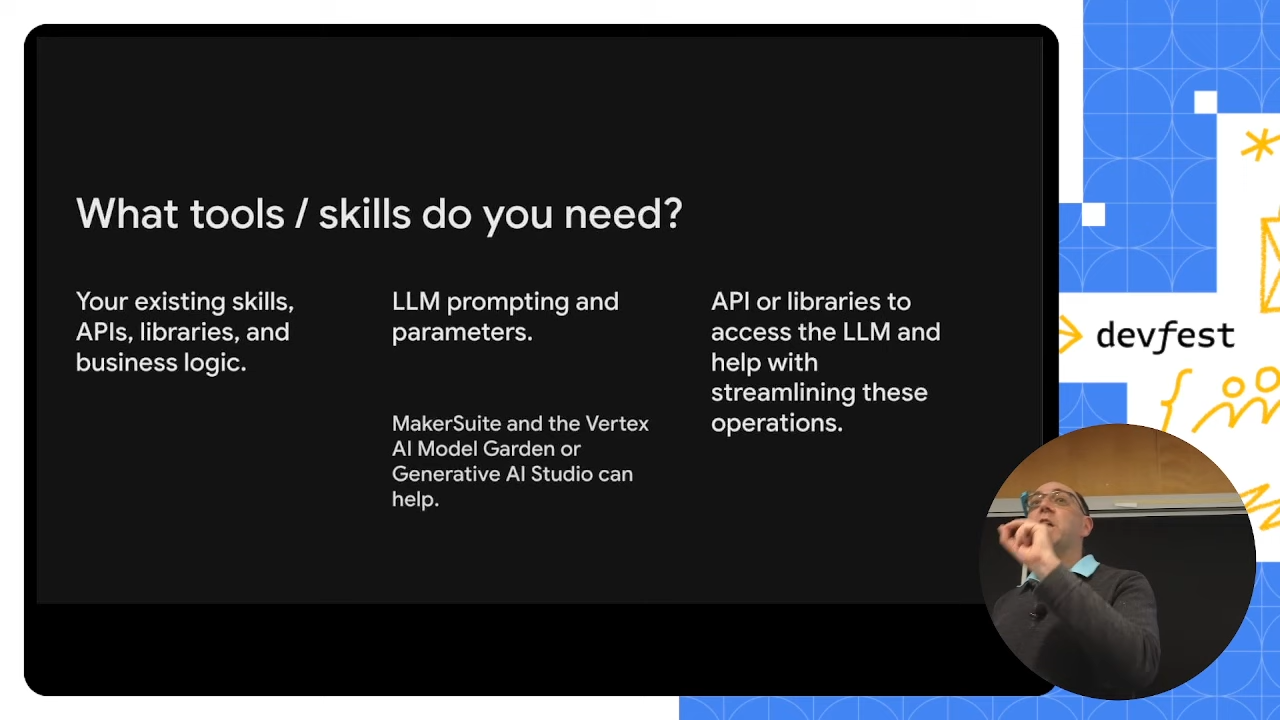 What tools / skills do you need?
Your existing skills,
APIs, libraries, and
business logic.
LLM prompting and
parameters.
MakerSuite and the Vertex
AI Model Garden or
Generative AI Studio can
help.
API or libraries to
access the LLM and
help with
streamlining these
operations.
devfest